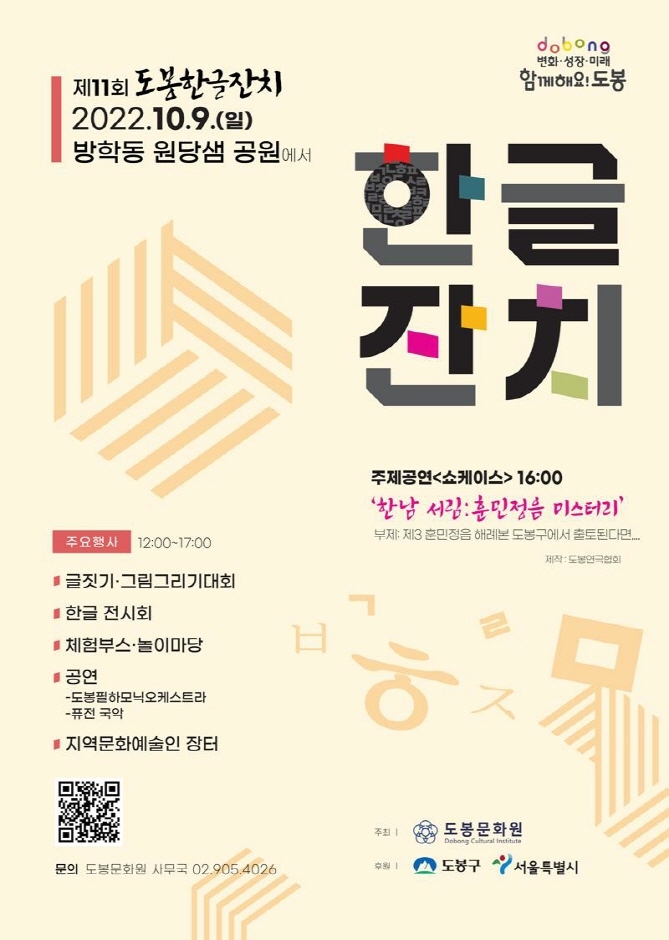 dobong
변화·성장·미래
함께해요! 도봉
제11회 도봉한글잔치
2022.10.9.(일)
방학동 원당샘 공원에서
한글
잔치
주제공연<쇼케이스> 16:00
‘한남 서림:훈민정음 미스터리’
부제: 제3 훈민정음 해례본 도봉구에서 출토된다면....
제작 : 도봉연극협회
주요행사 12:00~17:00
글짓기·그림그리기대회
한글 전시회
체험부스·놀이마당
공연
-도봉필하모닉오케스트라
-퓨전 국악
지역문화예술인 장터
ㄱ
ㅂ
ㅎ
ㄹ
ㅈ
ㅁ
문의 도봉문화원 사무국 02.905.4026
주최 | 도봉문화원
Dobong Cultural Institute
후원 | 도봉구 서울특별시